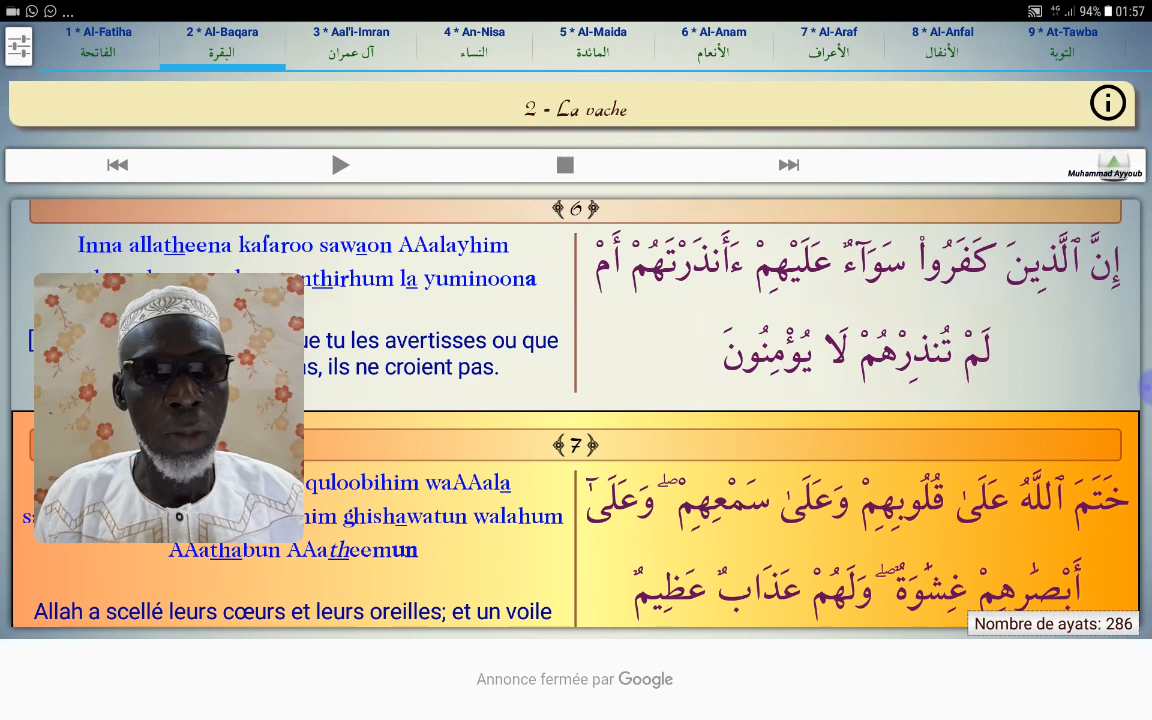 ... 4G 94% 01:57
1 * Al-Fatiha
الفاتحة
2 * Al-Baqara
البقرة
3 * Aal'i-Imran
آل عمران
4 * An-Nisa
النساء
5 * Al-Maida
المائدة
6 * Al-Anam
الأنعام
7 * Al-Araf
الأعراف
8 * Al-Anfal
الأنفال
9 * At-Tawba
التوبة
2 - La vache
Muhammad Ayyoub
6
Inna allatheena kafaroo sawaon AAalayhim
nthirhum la yuminoona
tu les avertisses ou que
ils ne croient pas.
إِنَّ ٱلَّذِينَ كَفَرُوا۟ سَوَآءٌ عَلَيْهِمْ ءَأَنذَرْتَهُمْ أَمْ
لَمْ تُنذِرْهُمْ لَا يُؤْمِنُونَ
7
quloobihim waAAala
ghishawatun walahum
AAathabun AAatheemun
Allah a scellé leurs cœurs et leurs oreilles; et un voile
خَتَمَ ٱللَّهُ عَلَىٰ قُلُوبِهِمْ وَعَلَىٰ سَمْعِهِمْ ۖ وَعَلَىٰٓ
أَبْصَٰرِهِمْ غِشَٰوَةٌ ۖ وَلَهُمْ عَذَابٌ عَظِيمٌ
Nombre de ayats: 286
Annonce fermée par Google